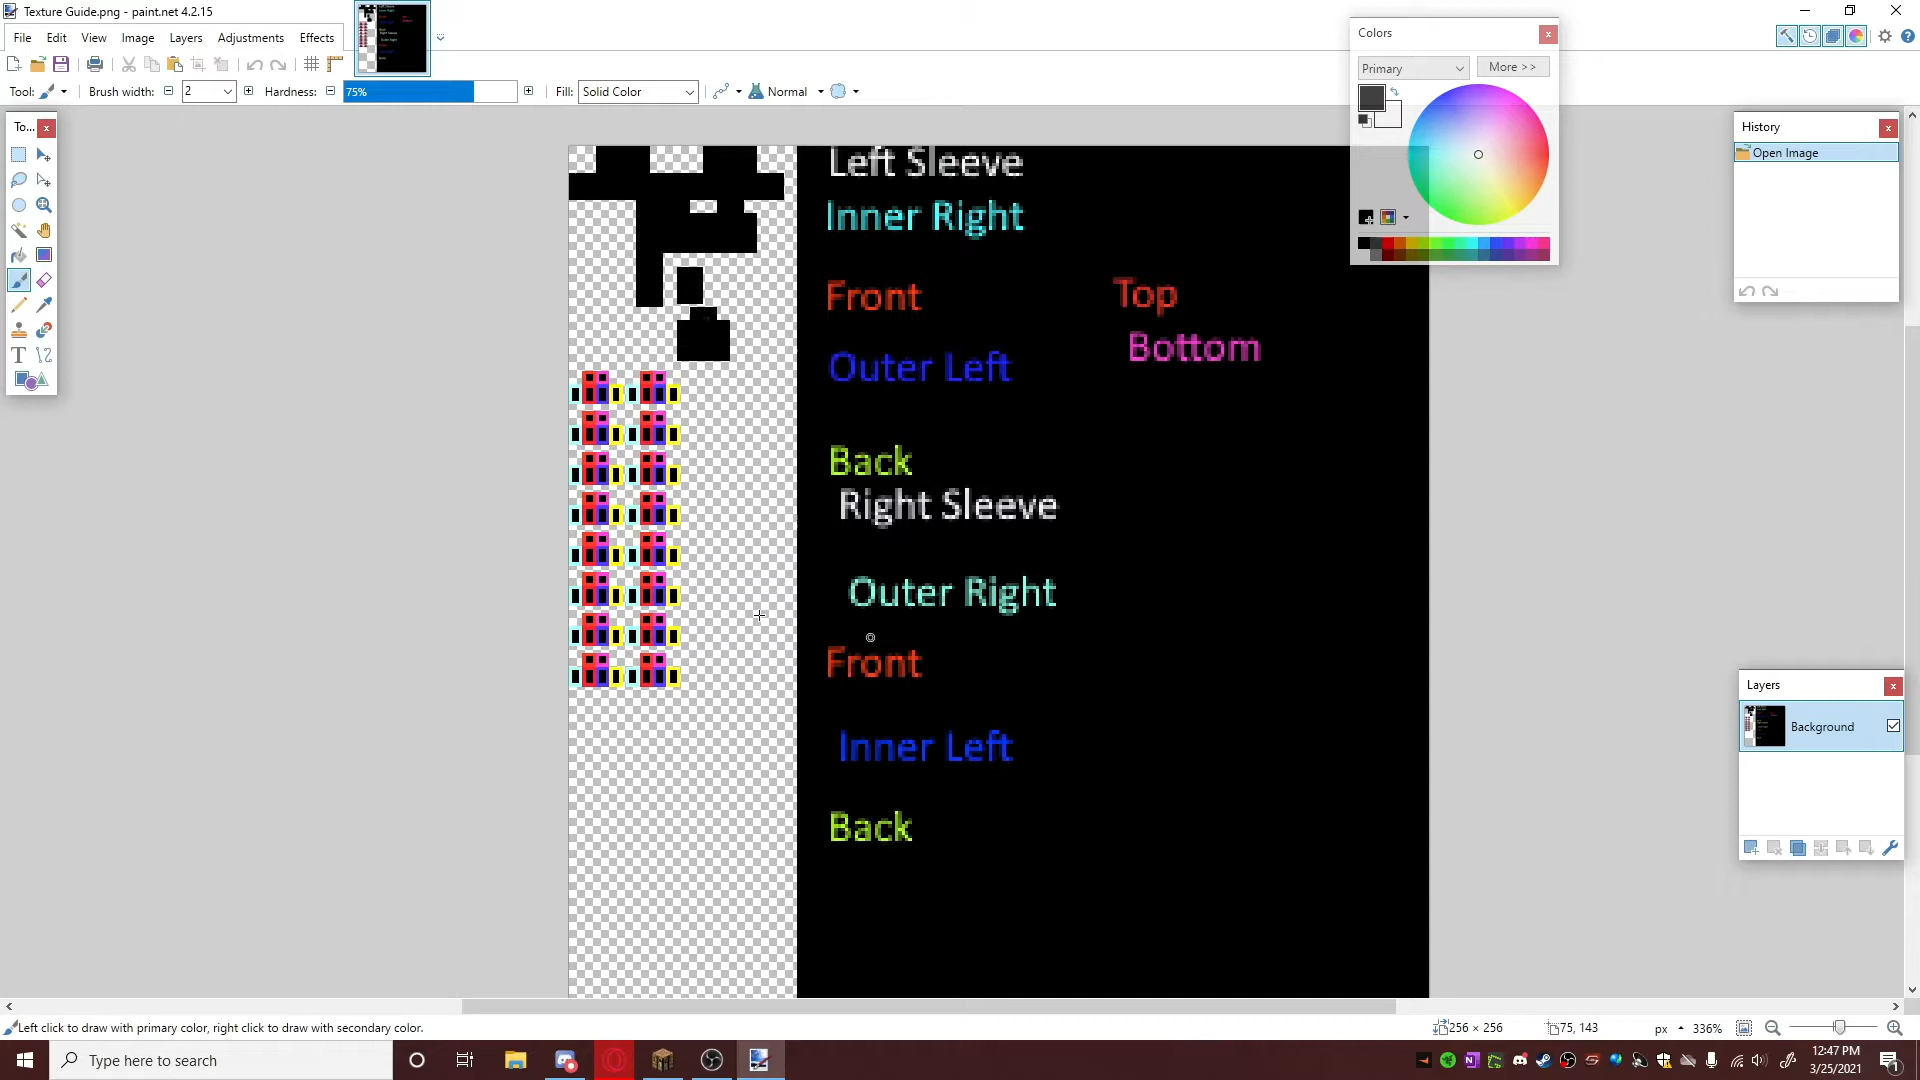 Texture Guide.png - paint.net 4.2.15
File Edit View Image Layers Adjustments Effects
Tool: Brush width: 2 Hardness: 75% Fill: Solid Color Normal
To...
Colors
Primary More >>
History
Open Image
Layers
Background
Left Sleeve
Inner Right
Front
Top
Bottom
Outer Left
Back
Right Sleeve
Outer Right
Front
Inner Left
Back
Left click to draw with primary color, right click to draw with secondary color.
256 × 256
75, 143
px
336%
Type here to search
12:47 PM
3/25/2021
1